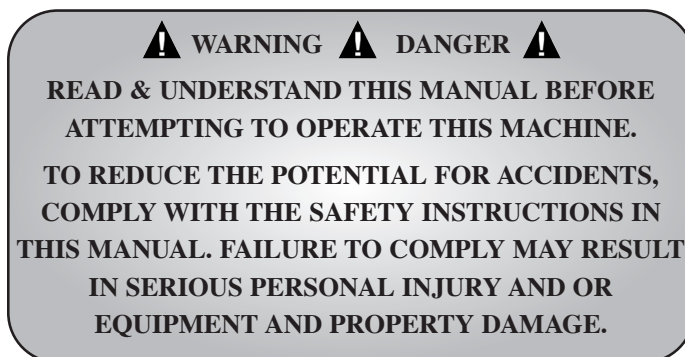 WARNING DANGER
READ & UNDERSTAND THIS MANUAL BEFORE
ATTEMPTING TO OPERATE THIS MACHINE.
TO REDUCE THE POTENTIAL FOR ACCIDENTS,
COMPLY WITH THE SAFETY INSTRUCTIONS IN
THIS MANUAL. FAILURE TO COMPLY MAY RESULT
IN SERIOUS PERSONAL INJURY AND OR
EQUIPMENT AND PROPERTY DAMAGE.